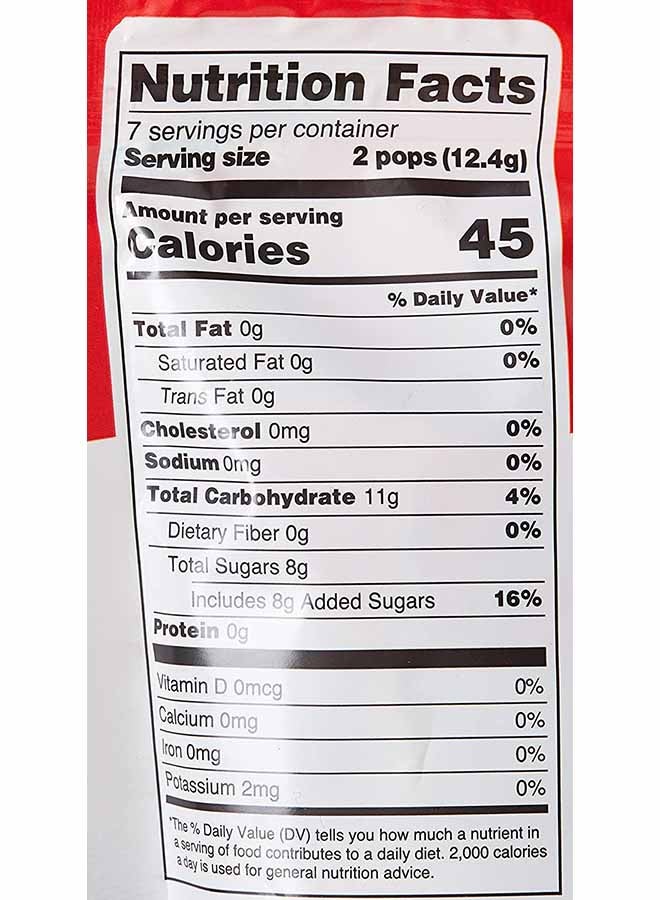 Nutrition Facts
7 servings per container
Serving size 2 pops (12.4g)
Amount per serving
Calories 45
% Daily Value*
Total Fat 0g 0%
Saturated Fat 0g 0%
Trans Fat 0g
Cholesterol 0mg 0%
Sodium 0mg 0%
Total Carbohydrate 11g 4%
Dietary Fiber 0g 0%
Total Sugars 8g
Includes 8g Added Sugars 16%
Protein 0g
Vitamin D 0mcg 0%
Calcium 0mg 0%
Iron 0mg 0%
Potassium 2mg 0%
*The % Daily Value (DV) tells you how much a nutrient in
a serving of food contributes to a daily diet. 2,000 calories
a day is used for general nutrition advice.